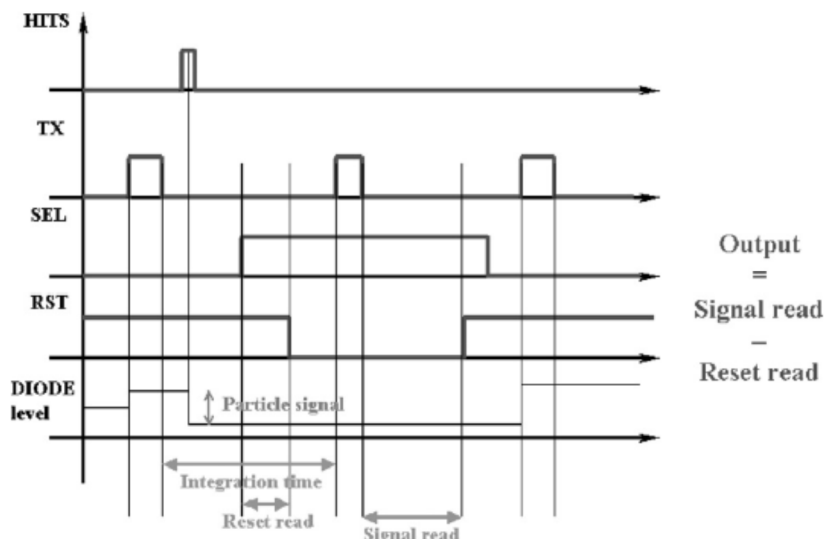 HITS
TX
SEL
Output
=
RST
Signal read
−
Reset read
DIODE
level
Particle signal
Integration time
Reset read
Signal read